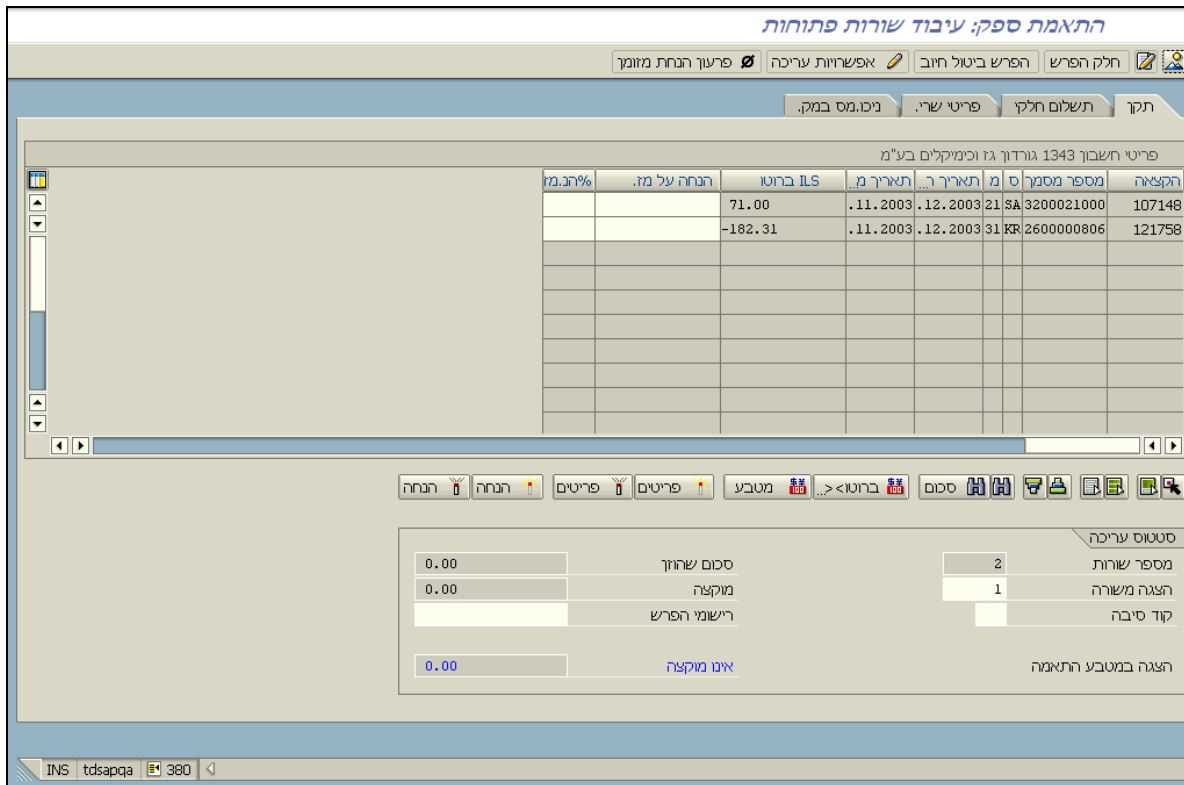 התאמת ספק: עיבוד שורות פתוחות
חלק הפרש הפרש ביטול חיוב אפשרויות עריכה פרעון הנחת מזומן
תקן תשלום חלקי פריטי שרי. ניכו.מס במק.
פריטי חשבון 1343 גורדון גז וכימיקלים בע"מ
הקצאה מספר מסמך ס מ תאריך ר... תאריך מ... ILS ברוטו הנחה על מז. %הנ.מז
107148 3200021000 SA 21 .12.2003 .11.2003 71.00
121758 2600000806 KR 31 .12.2003 .11.2003 182.31-
סכום ברוטו<>... מטבע פריטים פריטים הנחה הנחה
סטטוס עריכה
מספר שורות 2 סכום שהוזן 0.00
הצגה משורה 1 מוקצה 0.00
קוד סיבה רישומי הפרש
הצגה במטבע התאמה אינו מוקצה 0.00
INS tdsapqa 380